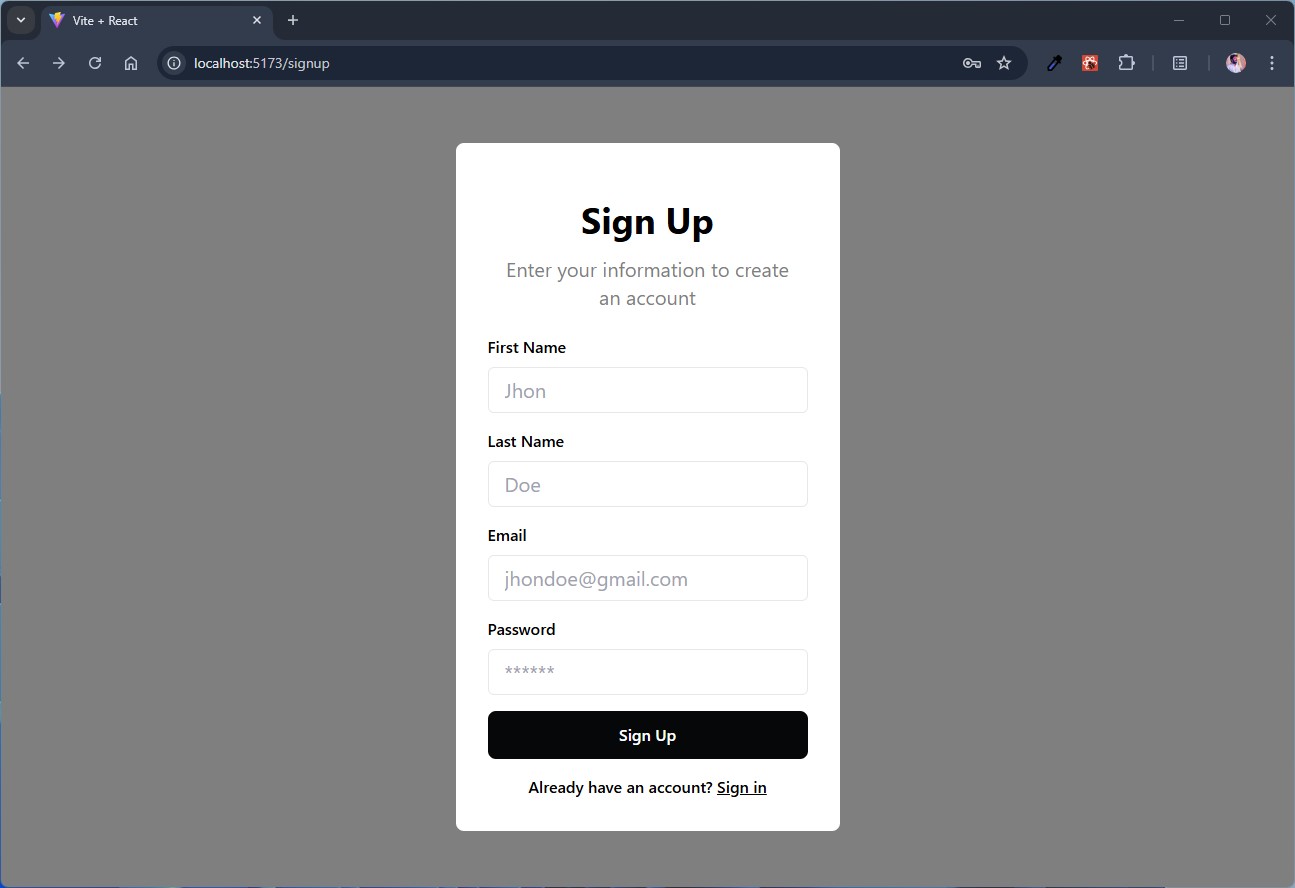 Vite + React
localhost:5173/signup
Sign Up
Enter your information to create
an account
First Name
Jhon
Last Name
Doe
Email
jhondoe@gmail.com
Password
******
Sign Up
Already have an account? Sign in